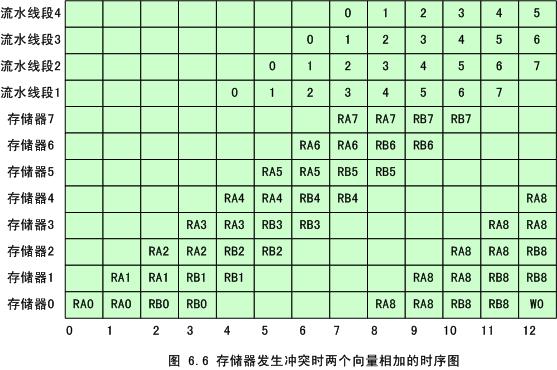 流水线段4 0 1 2 3 4 5
流水线段3 0 1 2 3 4 5 6
流水线段2 0 1 2 3 4 5 6 7
流水线段1 0 1 2 3 4 5 6 7
存储器7 RA7 RA7 RB7 RB7
存储器6 RA6 RA6 RB6 RB6
存储器5 RA5 RA5 RB5 RB5
存储器4 RA4 RA4 RB4 RB4 RA8
存储器3 RA3 RA3 RB3 RB3 RA8 RA8
存储器2 RA2 RA2 RB2 RB2 RA8 RA8 RB8
存储器1 RA1 RA1 RB1 RB1 RA8 RA8 RB8 RB8
存储器0 RA0 RA0 RB0 RB0 RA8 RA8 RB8 RB8 W0
0 1 2 3 4 5 6 7 8 9 10 11 12
图 6.6 存储器发生冲突时两个向量相加的时序图